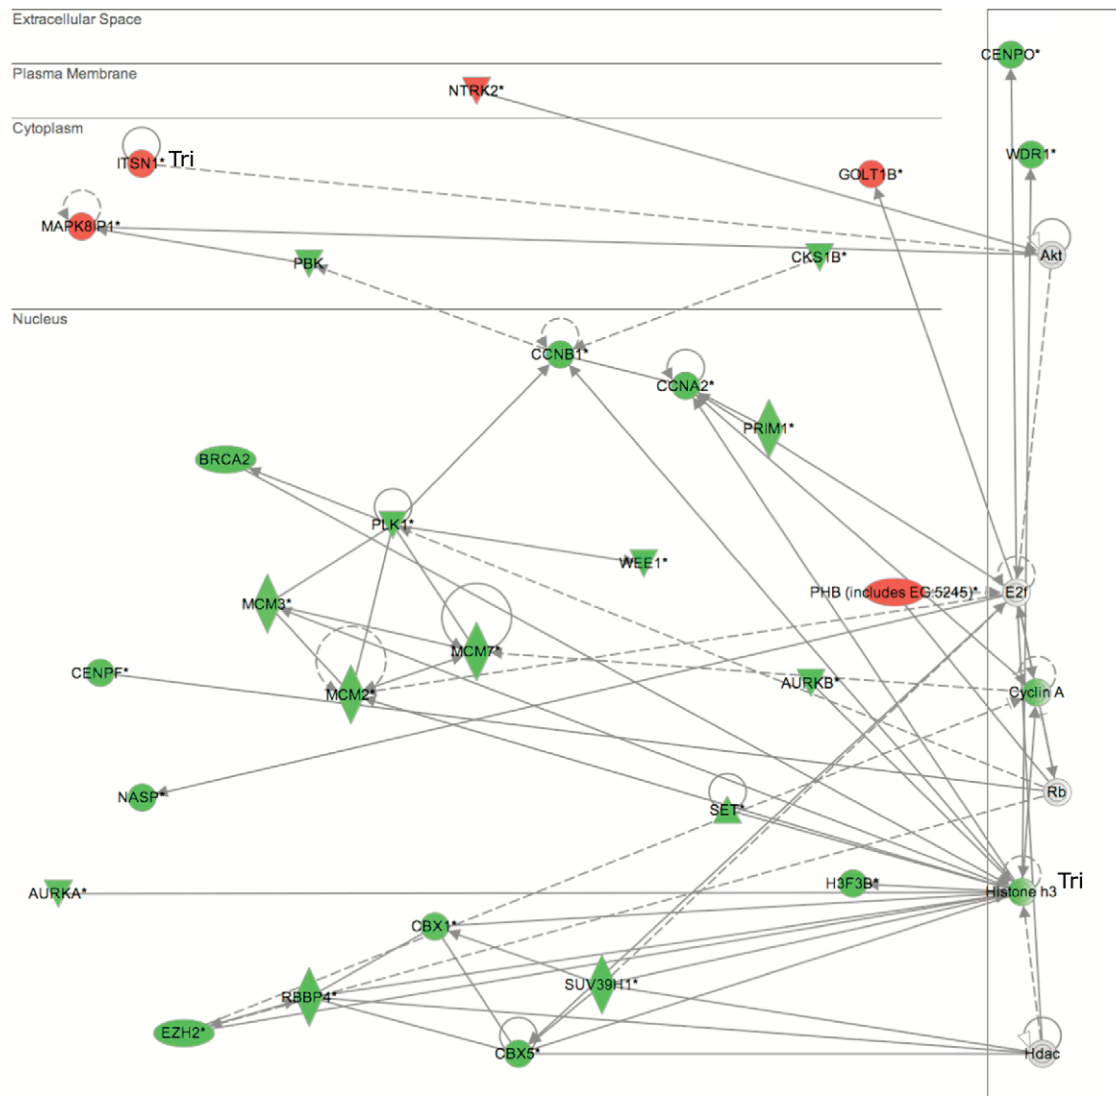 Extracellular Space
CENPO*
Plasma Membrane
NTRK2*
Cytoplasm
ITSN1* Tri
WDR1*
GOLT1B*
MAPK8IP1*
PBK
CKS1B*
Akt
Nucleus
CCNB1*
CCNA2*
PRIM1*
BRCA2
PLK1*
WEE1*
MCM3*
PHB (includes EG:5245)*
E2f
MCM7*
CENPF*
AURKB*
MCM2*
Cyclin A
NASP*
Rb
SET*
AURKA*
H3F3B*
Histone h3 Tri
CBX1*
SUV39H1*
RBBP4*
EZH2*
CBX5*
Hdac